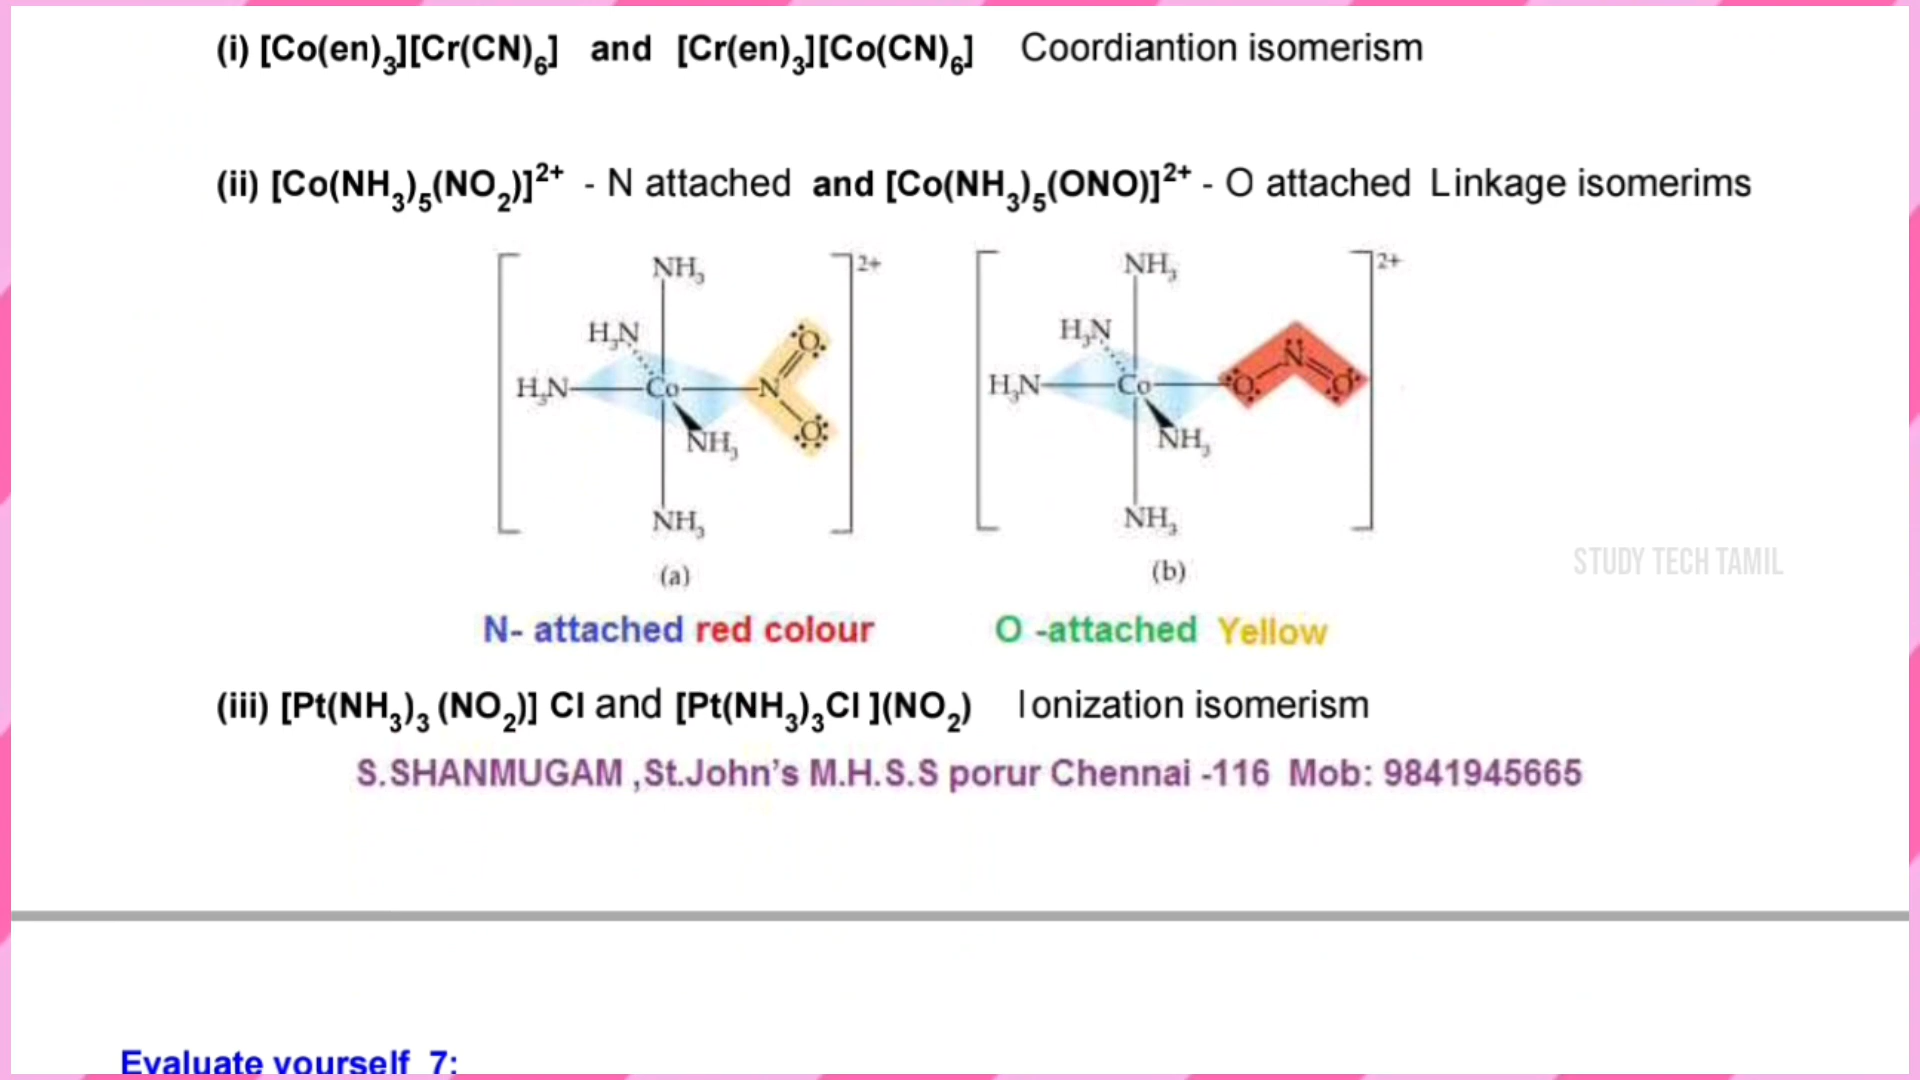 (i) [Co(en)₃][Cr(CN)₆] and [Cr(en)₃][Co(CN)₆] Coordiantion isomerism
(ii) [Co(NH₃)₅(NO₂)]²⁺ - N attached and [Co(NH₃)₅(ONO)]²⁺ - O attached Linkage isomerims
NH₃ 2+ NH₃ 2+
H₃N O H₃N N
H₃N Co N H₃N Co O O
NH₃ O NH₃
NH₃ NH₃
(a) (b)
STUDY TECH TAMIL
N- attached red colour O -attached Yellow
(iii) [Pt(NH₃)₃ (NO₂)] Cl and [Pt(NH₃)₃Cl ](NO₂) Ionization isomerism
S.SHANMUGAM ,St.John’s M.H.S.S porur Chennai -116 Mob: 9841945665
Evaluate yourself 7: